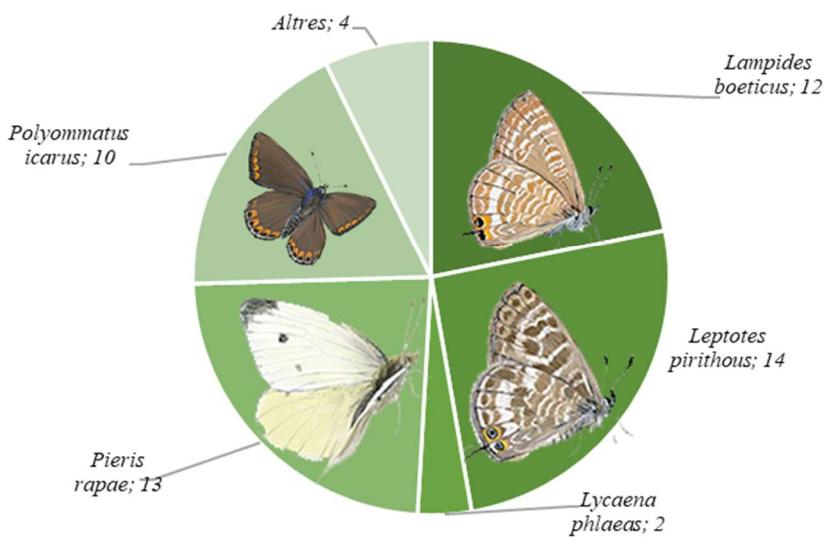 Altres; 4
Lampides
boeticus; 12
Polyommatus
icarus; 10
Leptotes
pirithous; 14
Pieris
rapae; 13
Lycaena
phlaeas; 2